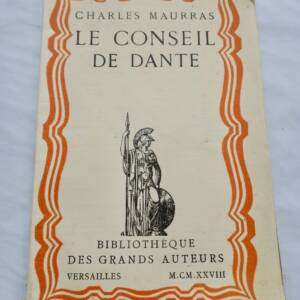 CHARLES MAURRAS
LE CONSEIL
DE DANTE
BIBLIOTHÈQUE
DES GRANDS AUTEURS
VERSAILLES M.CM.XXVIII